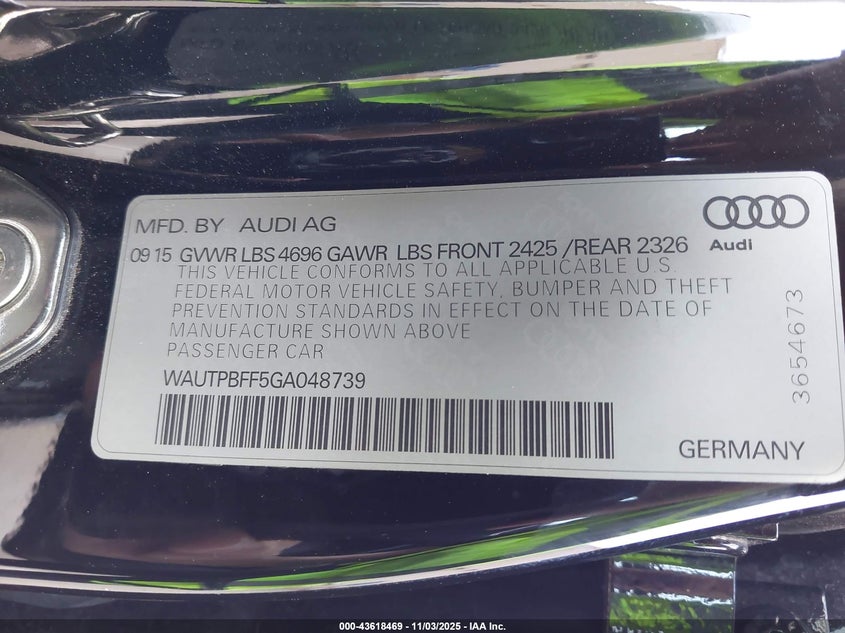 MFD. BY AUDI AG
Audi
09 15 GVWR LBS 4696 GAWR LBS FRONT 2425 /REAR 2326
THIS VEHICLE CONFORMS TO ALL APPLICABLE U.S.
FEDERAL MOTOR VEHICLE SAFETY, BUMPER AND THEFT
PREVENTION STANDARDS IN EFFECT ON THE DATE OF
MANUFACTURE SHOWN ABOVE
PASSENGER CAR
WAUTPBFF5GA048739
3654673
GERMANY
000-43618469 - 11/03/2025 - IAA Inc.